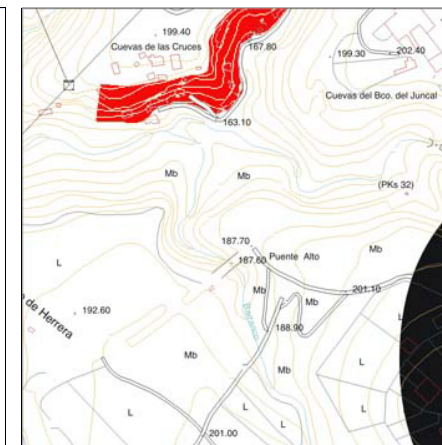 199.40
Cuevas de las Cruces
167.80
199.30
202.40
Cuevas del Bco. del Juncal
163.10
Mb
Mb
(PKs 32)
187.70
Mb
Puente Alto
L
187.60
Mb
201.10
Mb
de Herrera
192.60
Barranco
188.90
Mb
L
Mb
L
L
L
L
201.00